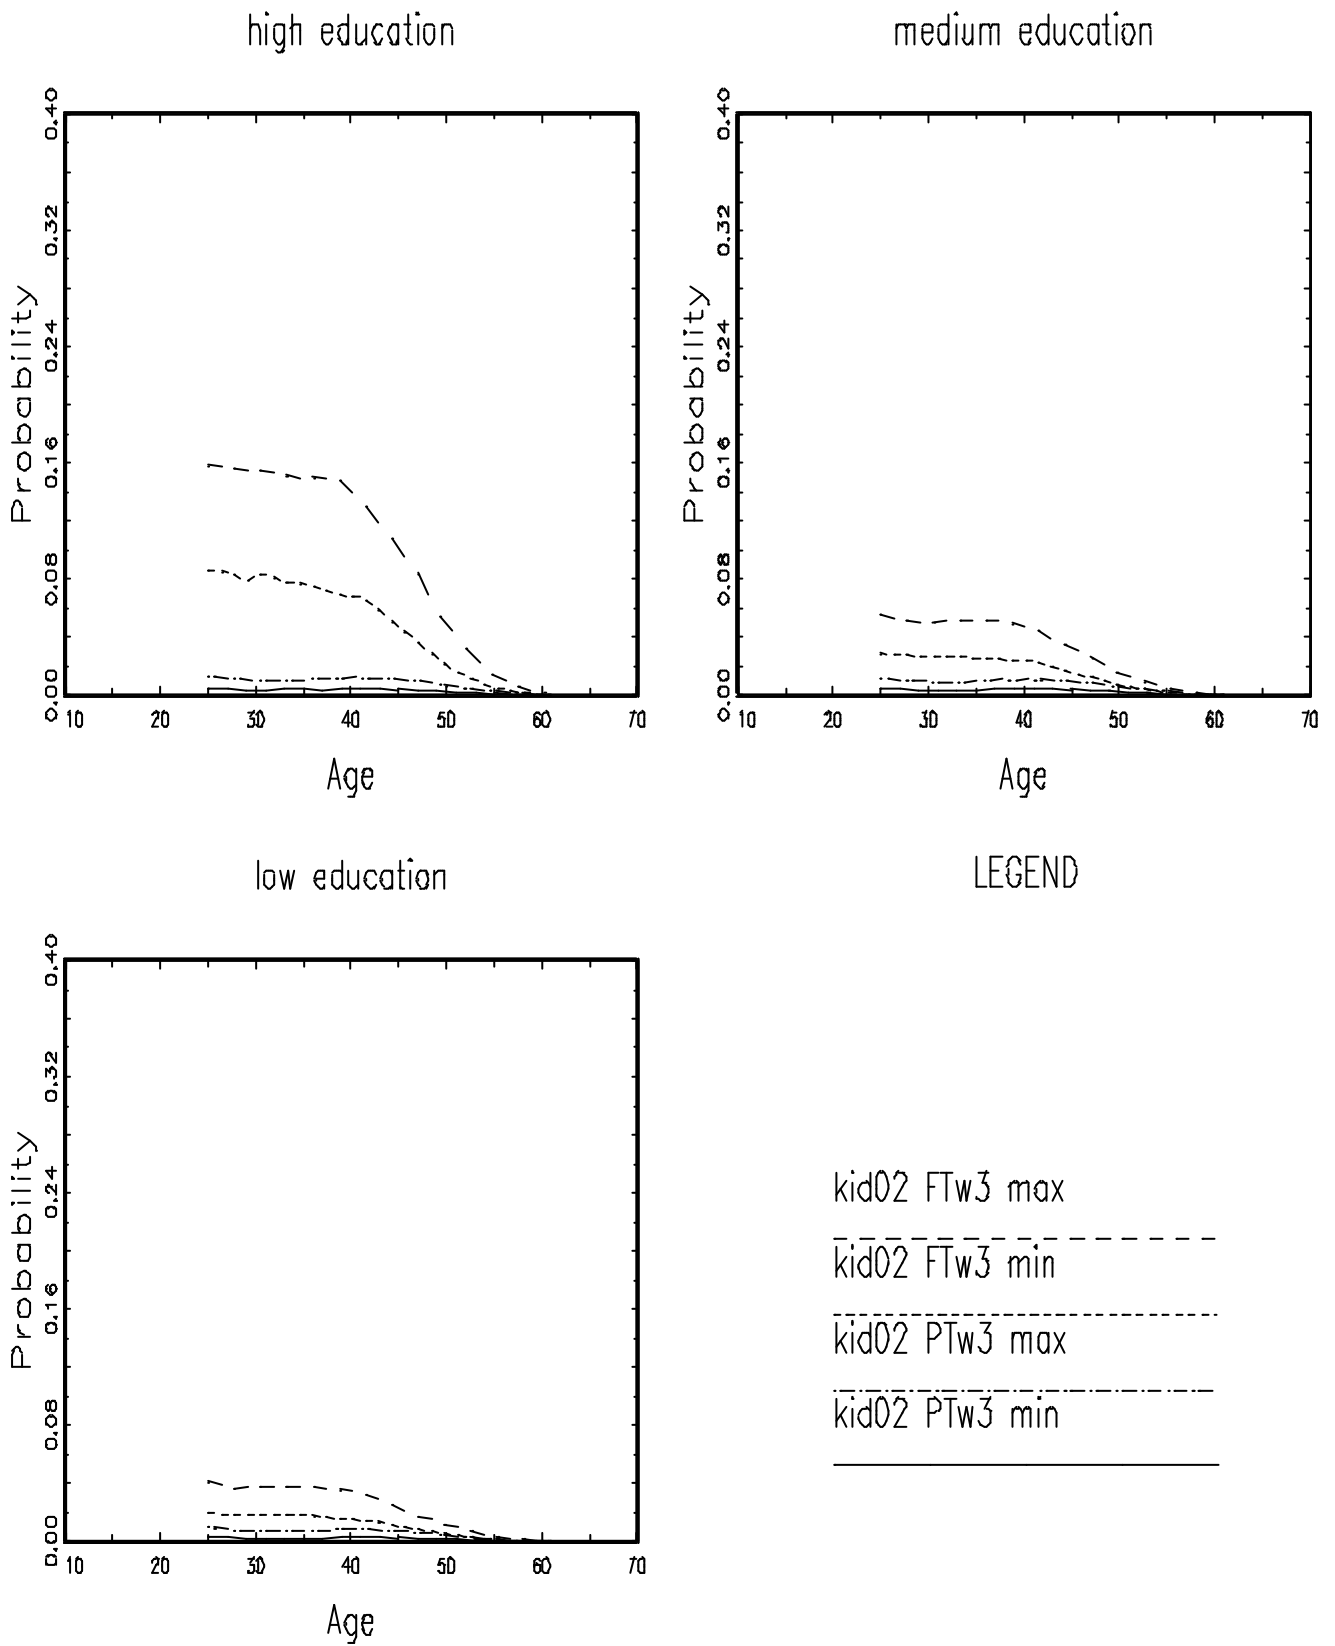 high education
medium education
0.40
0.32
0.24
0.16
0.08
0.00
Probability
10 20 30 40 50 60 70
Age
0.40
0.32
0.24
0.16
0.08
0.00
Probability
10 20 30 40 50 60 70
Age
low education
LEGEND
0.40
0.32
0.24
0.16
0.08
0.00
Probability
10 20 30 40 50 60 70
Age
kid02 FTw3 max
kid02 FTw3 min
kid02 PTw3 max
kid02 PTw3 min